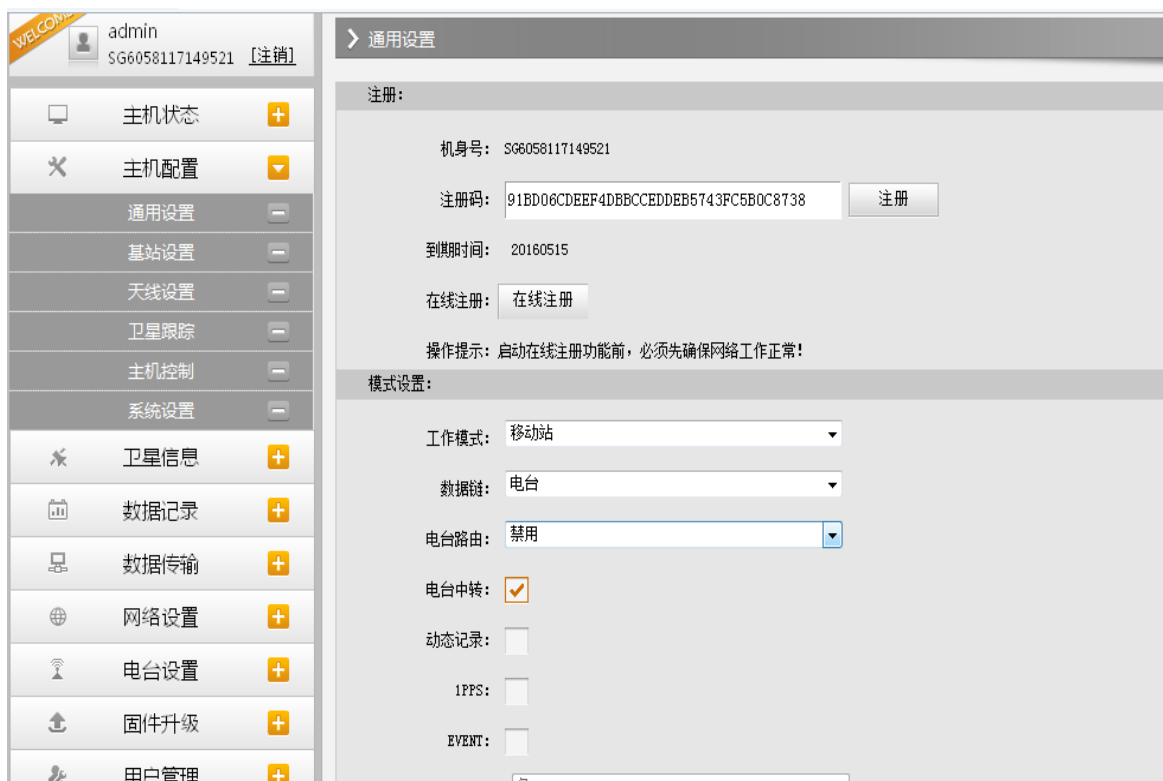 WELCOME
admin
SG6058117149521 [注销]
主机状态
主机配置
通用设置
基站设置
天线设置
卫星跟踪
主机控制
系统设置
卫星信息
数据记录
数据传输
网络设置
电台设置
固件升级
用户管理
通用设置
注册:
机身号: SG6058117149521
注册码: 91BD06CDEEF4DBBCCEDDEB5743FC5B0C8738 注册
到期时间: 20160515
在线注册: 在线注册
操作提示: 启动在线注册功能前，必须先确保网络工作正常!
模式设置:
工作模式: 移动站
数据链: 电台
电台路由: 禁用
电台中转:
动态记录:
1PPS:
EVENT: